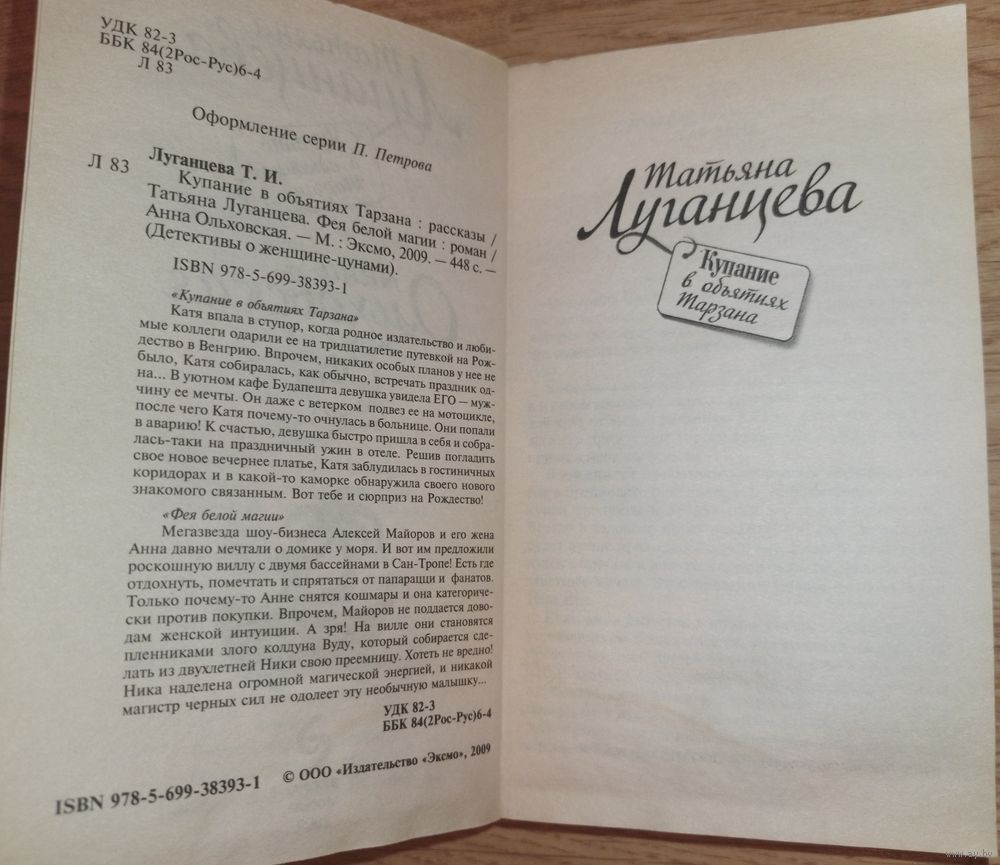 УДК 82-3
ББК 84(2Рос-Рус)6-4
Л 83
Оформление серии П. Петрова
Луганцева Т. И.
Л 83
Купание в объятиях Тарзана : рассказы /
Татьяна Луганцева. Фея белой магии : роман /
Анна Ольховская. — М. : Эксмо, 2009. — 448 с. —
(Детективы о женщине-цунами).
ISBN 978-5-699-38393-1
«Купание в объятиях Тарзана»
Катя впала в ступор, когда родное издательство и люби-
мые коллеги одарили ее на тридцатилетие путевкой на Рож-
дество в Венгрию. Впрочем, никаких особых планов у нее не
было, Катя собиралась, как обычно, встречать праздник од-
на... В уютном кафе Будапешта девушка увидела ЕГО — муж-
чину ее мечты. Он даже с ветерком подвез ее на мотоцикле,
после чего Катя почему-то очнулась в больнице. Они попали
в аварию! К счастью, девушка быстро пришла в себя и собра-
лась-таки на праздничный ужин в отеле. Решив погладить
свое новое вечернее платье, Катя заблудилась в гостиничных
коридорах и в какой-то каморке обнаружила своего нового
знакомого связанным. Вот тебе и сюрприз на Рождество!
«Фея белой магии»
Мегазвезда шоу-бизнеса Алексей Майоров и его жена
Анна давно мечтали о домике у моря. И вот им предложили
роскошную виллу с двумя бассейнами в Сан-Тропе! Есть где
отдохнуть, помечтать и спрятаться от папарацци и фанатов.
Только почему-то Анне снятся кошмары и она категориче-
ски против покупки. Впрочем, Майоров не поддается дово-
дам женской интуиции. А зря! На вилле они становятся
пленниками злого колдуна Вуду, который собирается сде-
лать из двухлетней Ники свою преемницу. Хотеть не вредно!
Ника наделена огромной магической энергией, и никакой
магистр черных сил не одолеет эту необычную малышку...
УДК 82-3
ББК 84(2Рос-Рус)6-4
ISBN 978-5-699-38393-1
© ООО «Издательство «Эксмо», 2009
Татьяна
Луганцева
Купание
в объятиях
Тарзана
www.ay.by